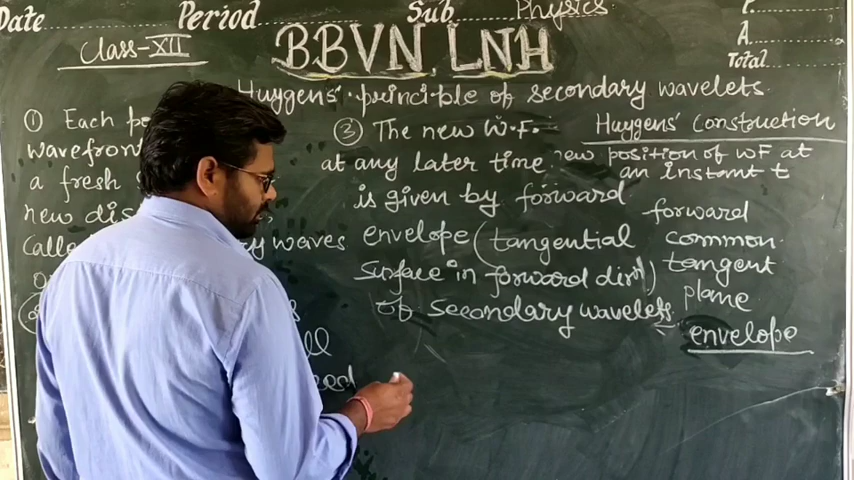 Date Period Sub Physics P.
A.
Total
Class-XII
BBVN, LNH
Huygens' principle of secondary wavelets.
① Each
wavefront
a fresh
new dis
Calle y waves
③ The new W.F.
at any later time
is given by forward
envelope (tangential
surface in forward dirn)
of secondary wavelets
Huygens' Construction
new position of WF at
an instant t
forward
common
tangent
plane
envelope